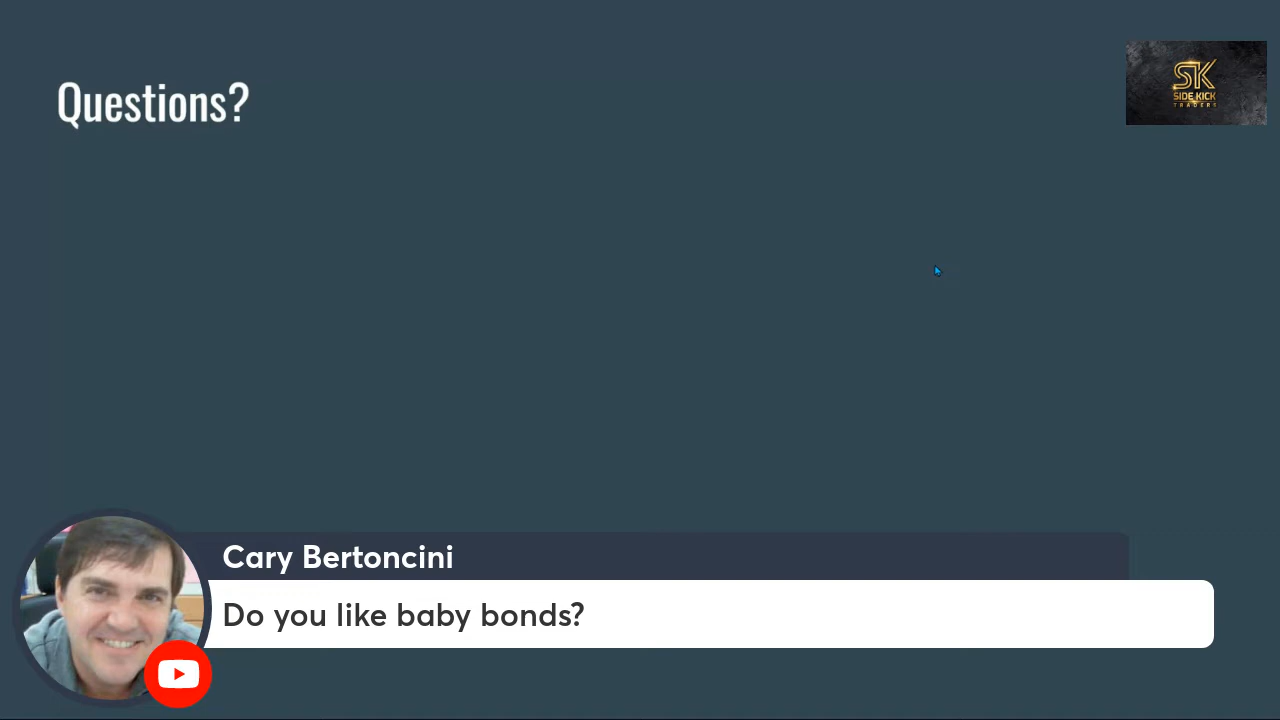 Questions?
SK
SIDE KICK
TRADERS
Cary Bertoncini
Do you like baby bonds?